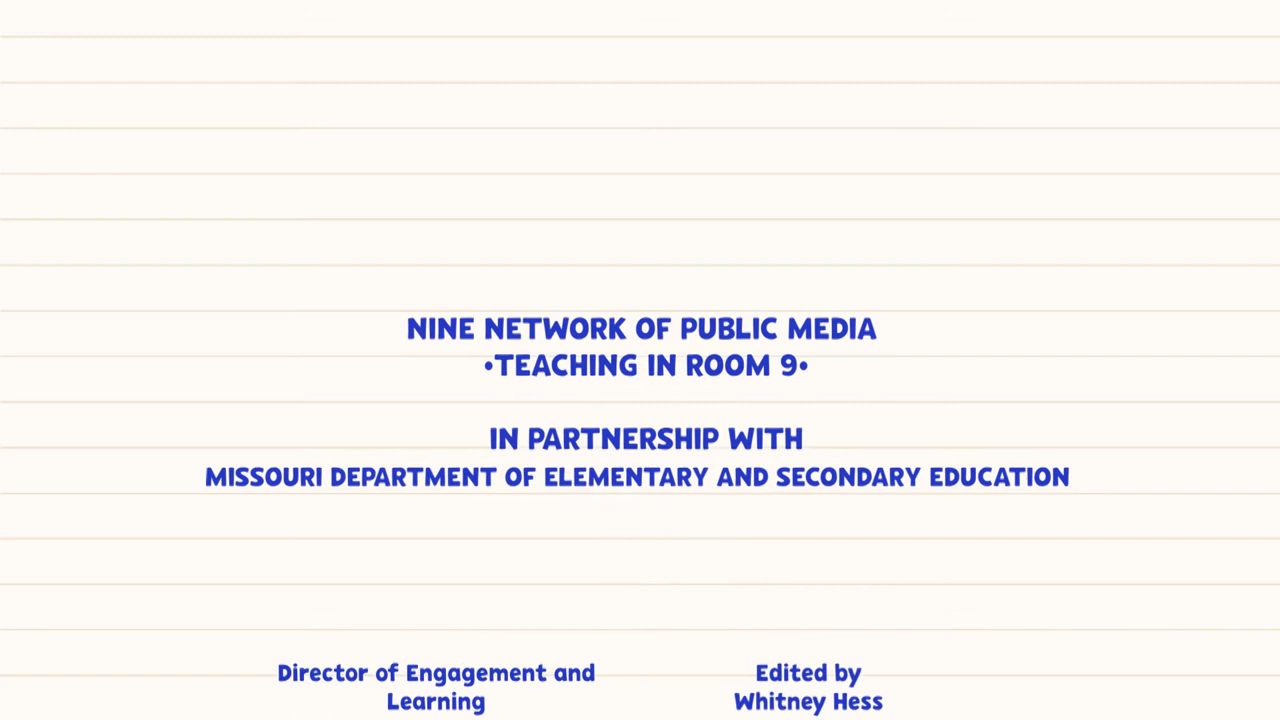 NINE NETWORK OF PUBLIC MEDIA
•TEACHING IN ROOM 9•
IN PARTNERSHIP WITH
MISSOURI DEPARTMENT OF ELEMENTARY AND SECONDARY EDUCATION
Director of Engagement and
Learning
Edited by
Whitney Hess